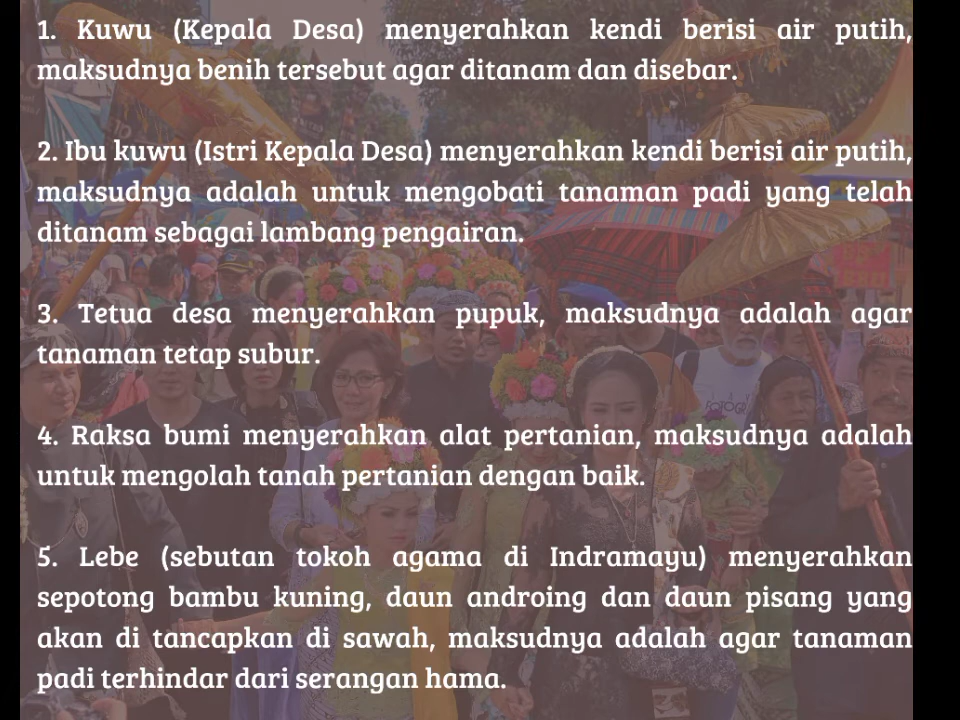 1. Kuwu (Kepala Desa) menyerahkan kendi berisi air putih,
maksudnya benih tersebut agar ditanam dan disebar.
2. Ibu kuwu (Istri Kepala Desa) menyerahkan kendi berisi air putih,
maksudnya adalah untuk mengobati tanaman padi yang telah
ditanam sebagai lambang pengairan.
3. Tetua desa menyerahkan pupuk, maksudnya adalah agar
tanaman tetap subur.
4. Raksa bumi menyerahkan alat pertanian, maksudnya adalah
untuk mengolah tanah pertanian dengan baik.
5. Lebe (sebutan tokoh agama di Indramayu) menyerahkan
sepotong bambu kuning, daun androing dan daun pisang yang
akan di tancapkan di sawah, maksudnya adalah agar tanaman
padi terhindar dari serangan hama.